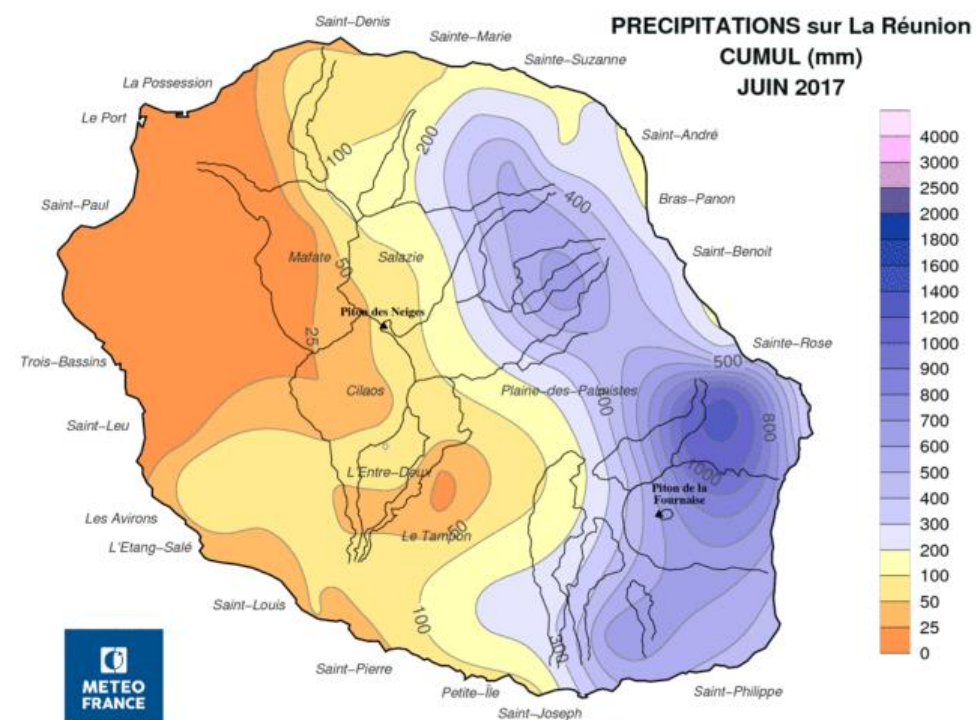 PRECIPITATIONS sur La Réunion
CUMUL (mm)
JUIN 2017
Saint-Denis
Sainte-Marie
Sainte-Suzanne
La Possession
Le Port
Saint-André
Saint-Paul
Bras-Panon
Saint-Benoit
Mafate
Salazie
Piton des Neiges
Trois-Bassins
Sainte-Rose
Cilaos
Plaine-des-Palmistes
Saint-Leu
L'Entre-Deux
Piton de la
Fournaise
Les Avirons
Le Tampon
L'Etang-Salé
Saint-Louis
Saint-Pierre
Petite-Île
Saint-Joseph
Saint-Philippe
100
200
400
50
25
500
800
1000
50
100
300
4000
3000
2500
2000
1800
1600
1400
1200
1000
900
800
700
600
500
400
300
200
100
50
25
0
METEO
FRANCE